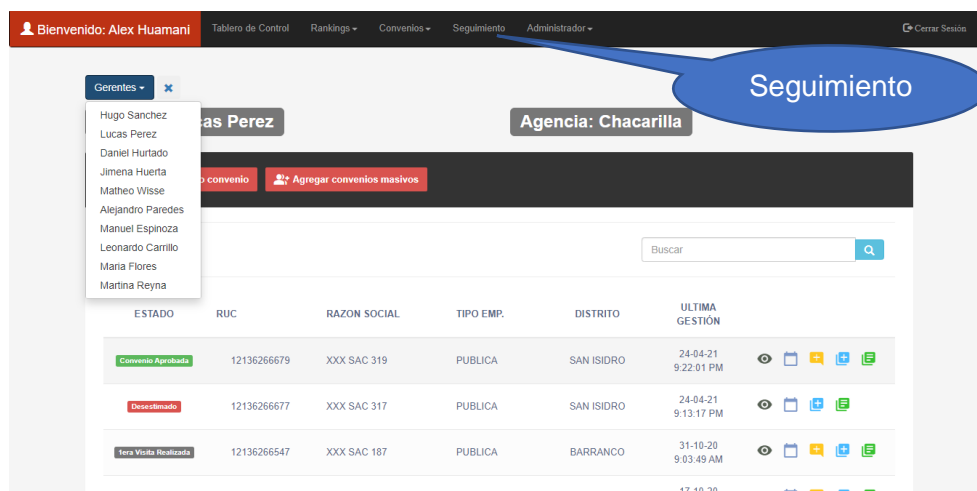 Bienvenido: Alex Huamani Tablero de Control Rankings Convenios Seguimiento Administrador Cerrar Sesión
Seguimiento
Gerentes
Hugo Sanchez
Lucas Perez
Daniel Hurtado
Jimena Huerta
Matheo Wisse
Alejandro Paredes
Manuel Espinoza
Leonardo Carrillo
Maria Flores
Martina Reyna
as Perez Agencia: Chacarilla
convenio Agregar convenios masivos
Buscar
ESTADO RUC RAZON SOCIAL TIPO EMP. DISTRITO ULTIMA GESTIÓN
Convenio Aprobada 12136266679 XXX SAC 319 PUBLICA SAN ISIDRO 24-04-21 9:22:01 PM
Desestimado 12136266677 XXX SAC 317 PUBLICA SAN ISIDRO 24-04-21 9:13:17 PM
1era Visita Realizada 12136266547 XXX SAC 187 PUBLICA BARRANCO 31-10-20 9:03:49 AM